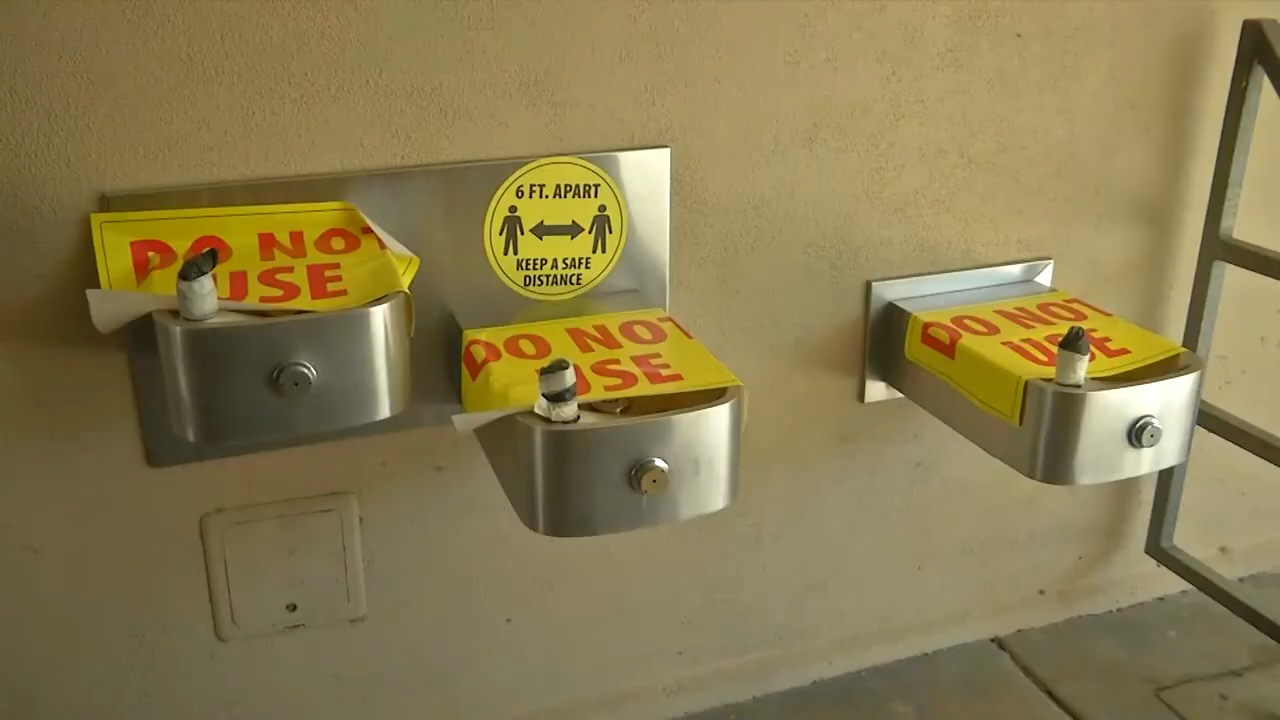 DO NOT
USE
6 FT. APART
KEEP A SAFE
DISTANCE
DO NOT
USE
DO NOT
USE